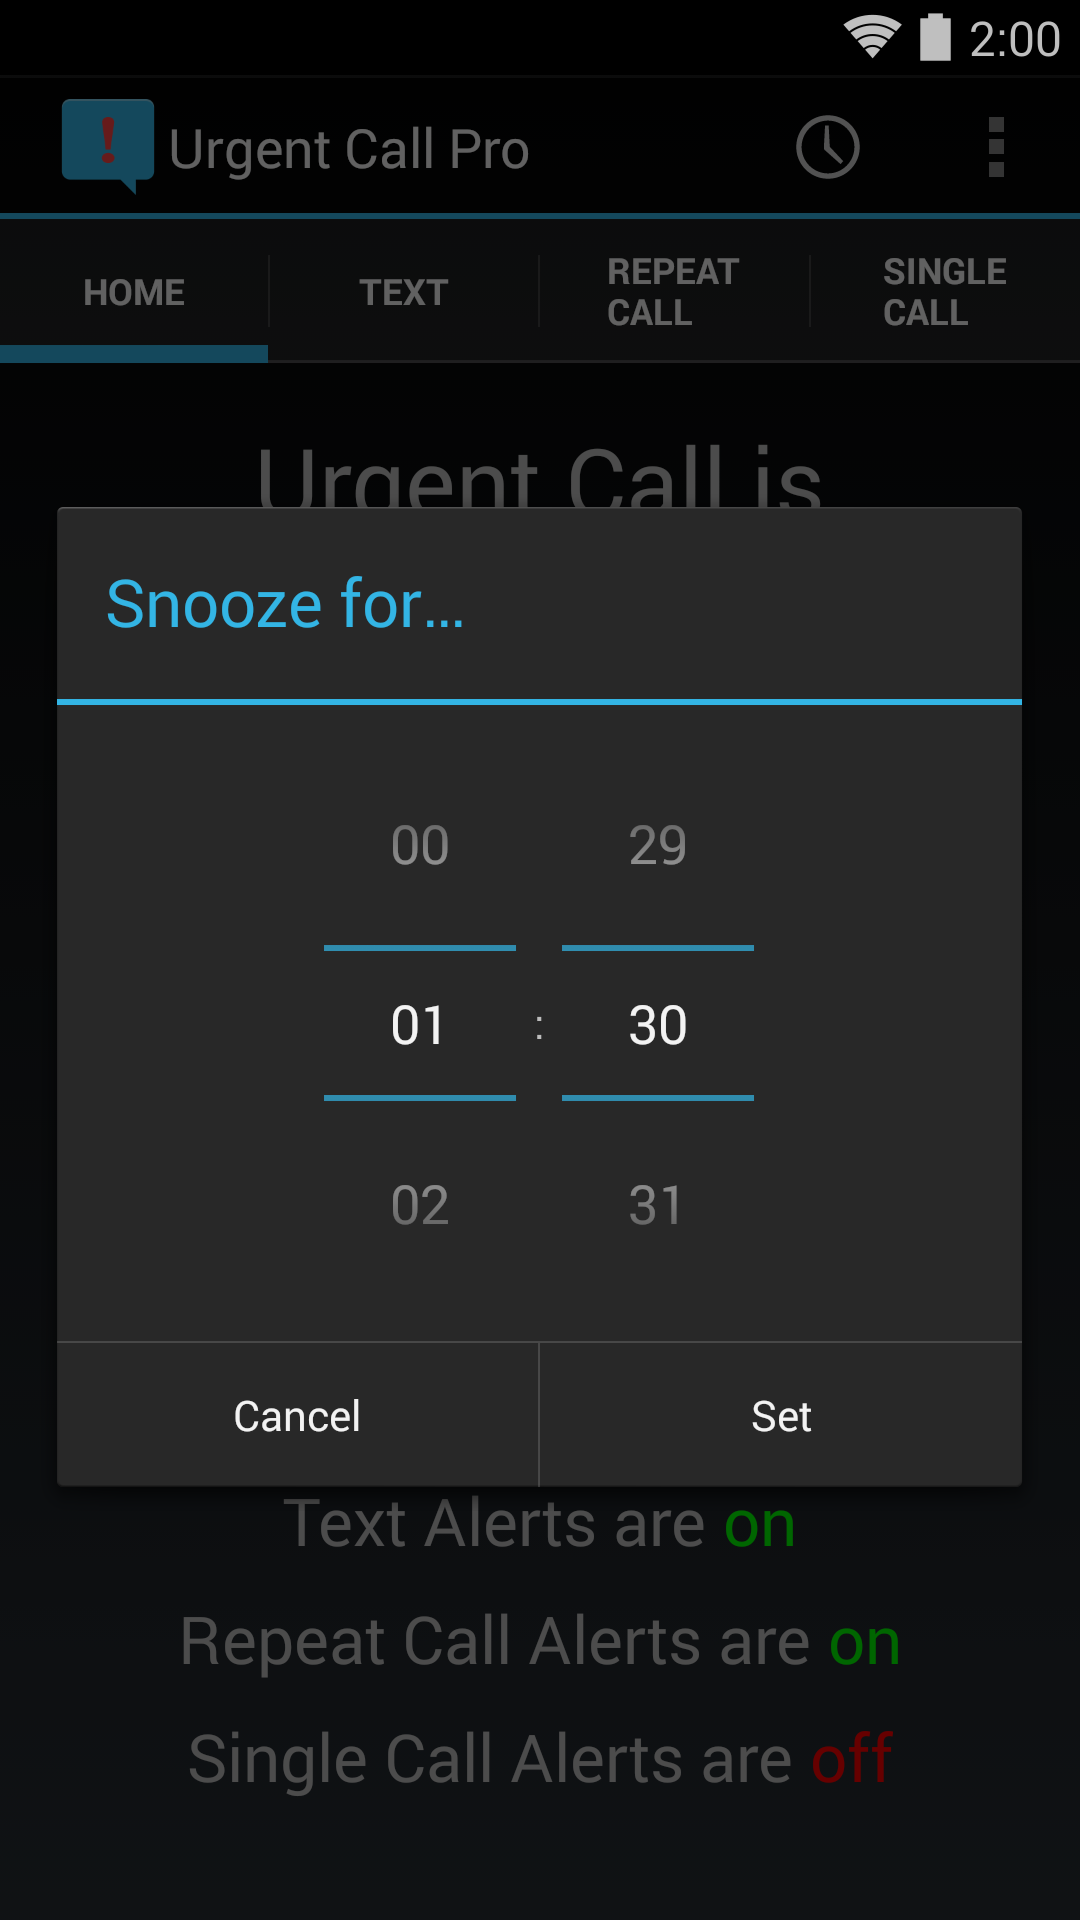 2:00
Urgent Call Pro
HOME
TEXT
REPEAT
CALL
SINGLE
CALL
Urgent Call is
Snooze for...
00 29
01 : 30
02 31
Cancel
Set
Text Alerts are on
Repeat Call Alerts are on
Single Call Alerts are off